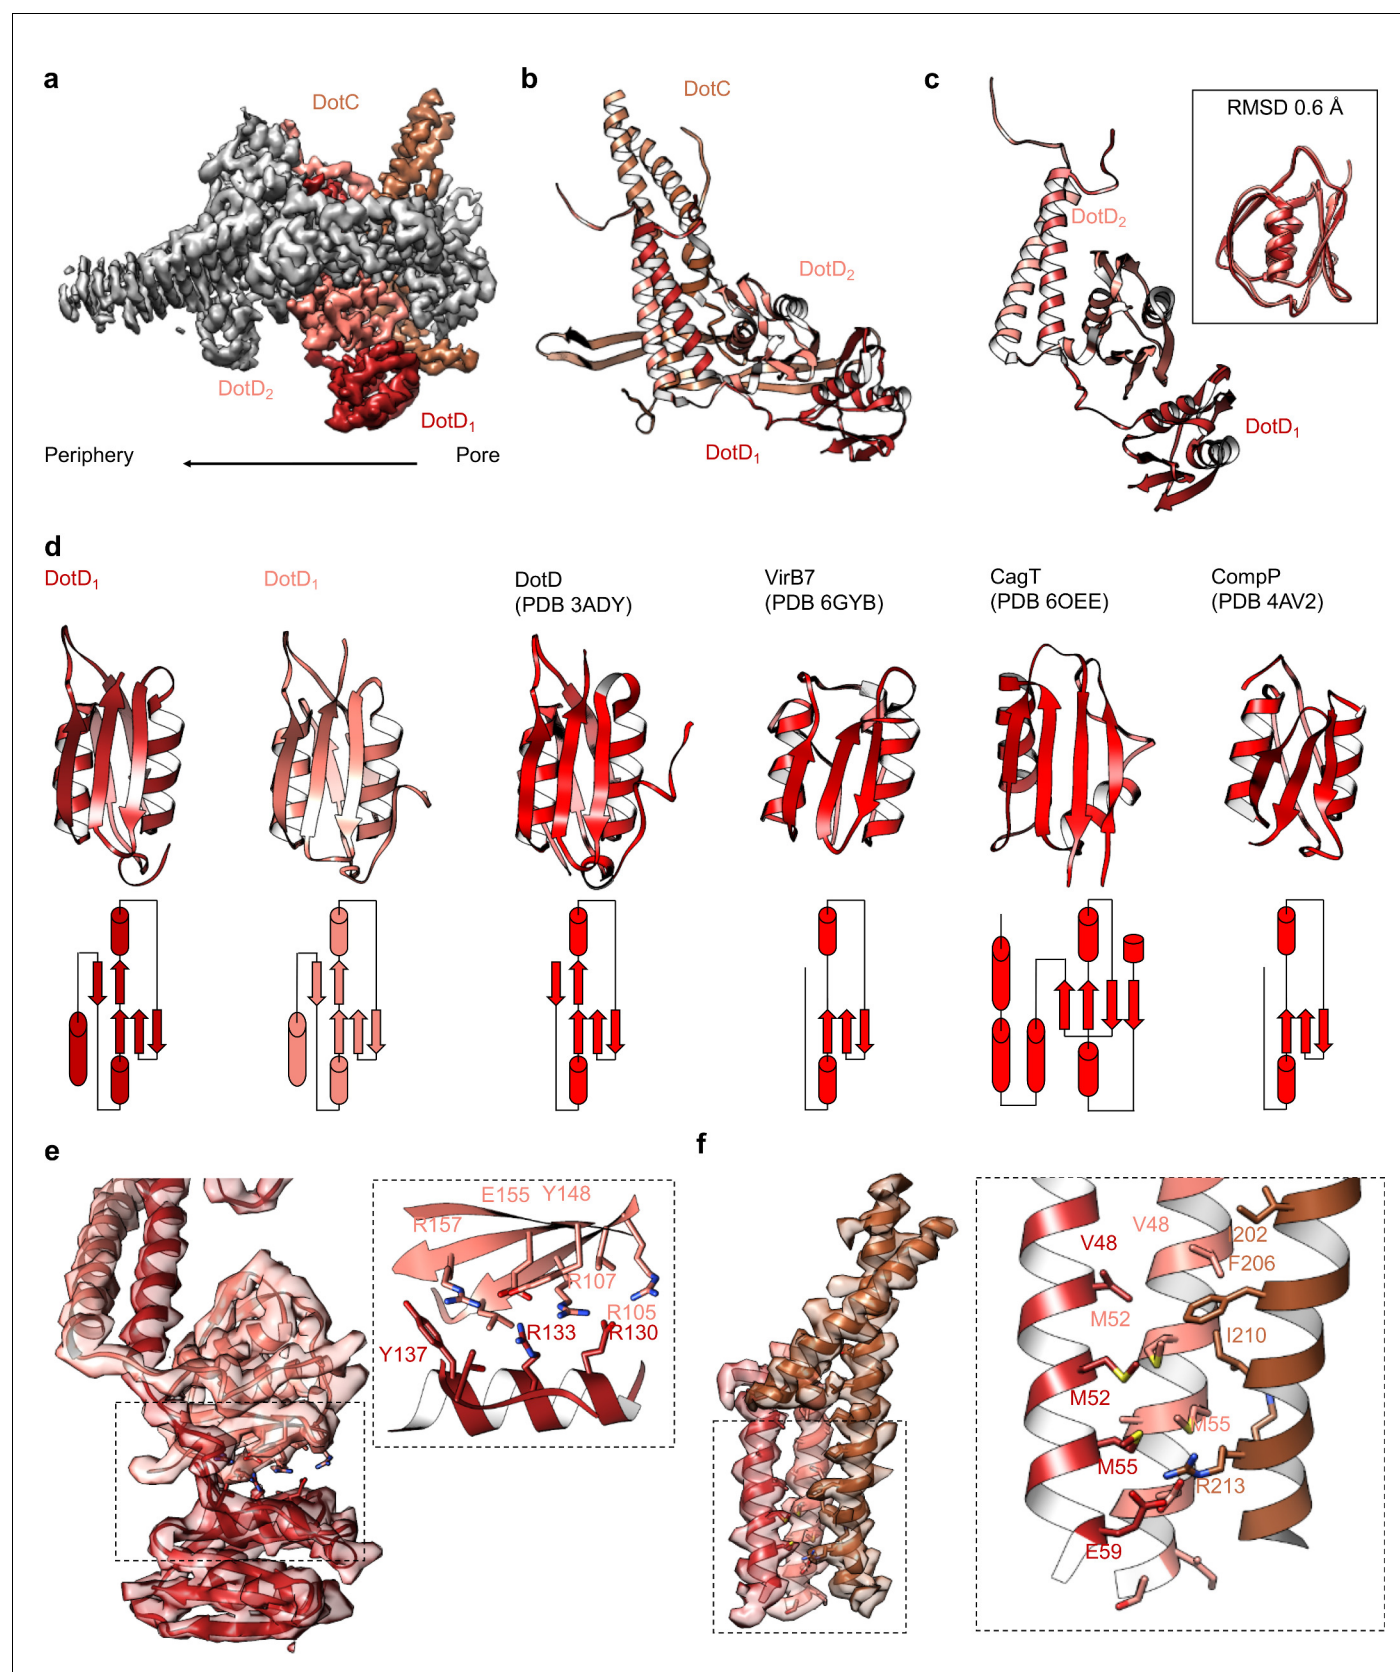 a
DotC
DotD2
DotD1
Periphery
Pore
b
DotC
DotD2
DotD1
c
RMSD 0.6 Å
DotD2
DotD1
d
DotD1
DotD1
DotD
(PDB 3ADY)
VirB7
(PDB 6GYB)
CagT
(PDB 6OEE)
CompP
(PDB 4AV2)
e
E155 Y148
R157
R107
R105
R133 R130
Y137
f
V48
I202
V48
F206
M52
I210
M52
M55
M55
R213
E59